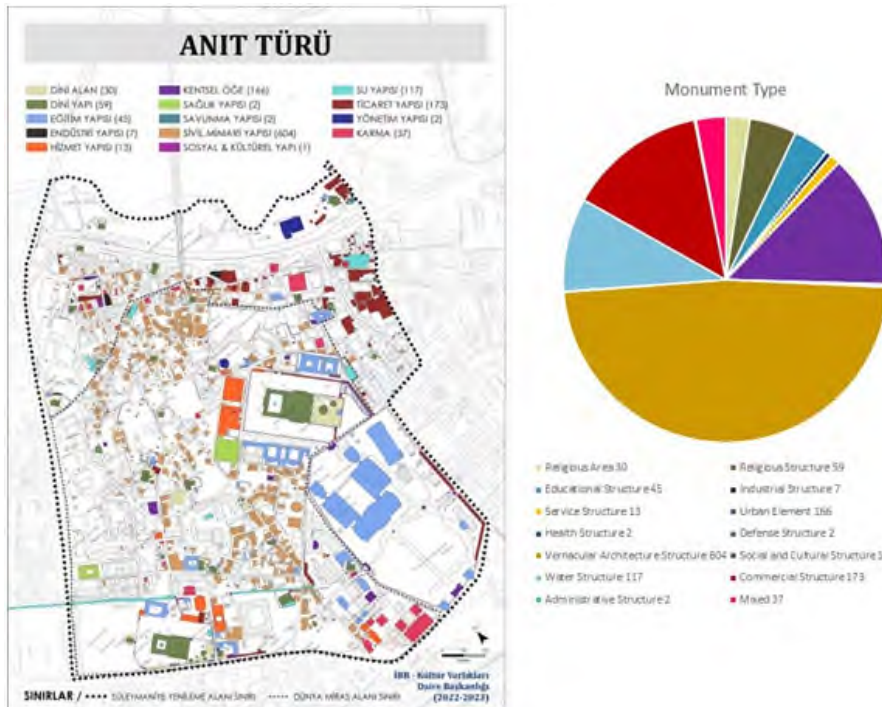 ANIT TÜRÜ
DİNİ ALAN (30)
DİNİ YAPI (59)
EĞİTİM YAPISI (45)
ENDÜSTRİ YAPISI (7)
HİZMET YAPISI (13)
KENTSEL ÖĞE (166)
SAĞLIK YAPISI (2)
SAVUNMA YAPISI (2)
SİVİL MİMARİ YAPISI (604)
SOSYAL & KÜLTÜREL YAPI (1)
SU YAPISI (117)
TİCARET YAPISI (173)
YÖNETİM YAPISI (2)
KARMA (37)
İBB - Kültür Varlıkları
Daire Başkanlığı
(2022-2023)
SINIRLAR / SÜLEYMANİYE YENİLEME ALANI SINIRI DÜNYA MİRAS ALANI SINIRI
Monument Type
Religious Area 30
Religious Structure 59
Educational Structure 45
Industrial Structure 7
Service Structure 13
Urban Element 166
Health Structure 2
Defense Structure 2
Vernacular Architecture Structure 604
Social and Cultural Structure 1
Water Structure 117
Commercial Structure 173
Administrative Structure 2
Mixed 37